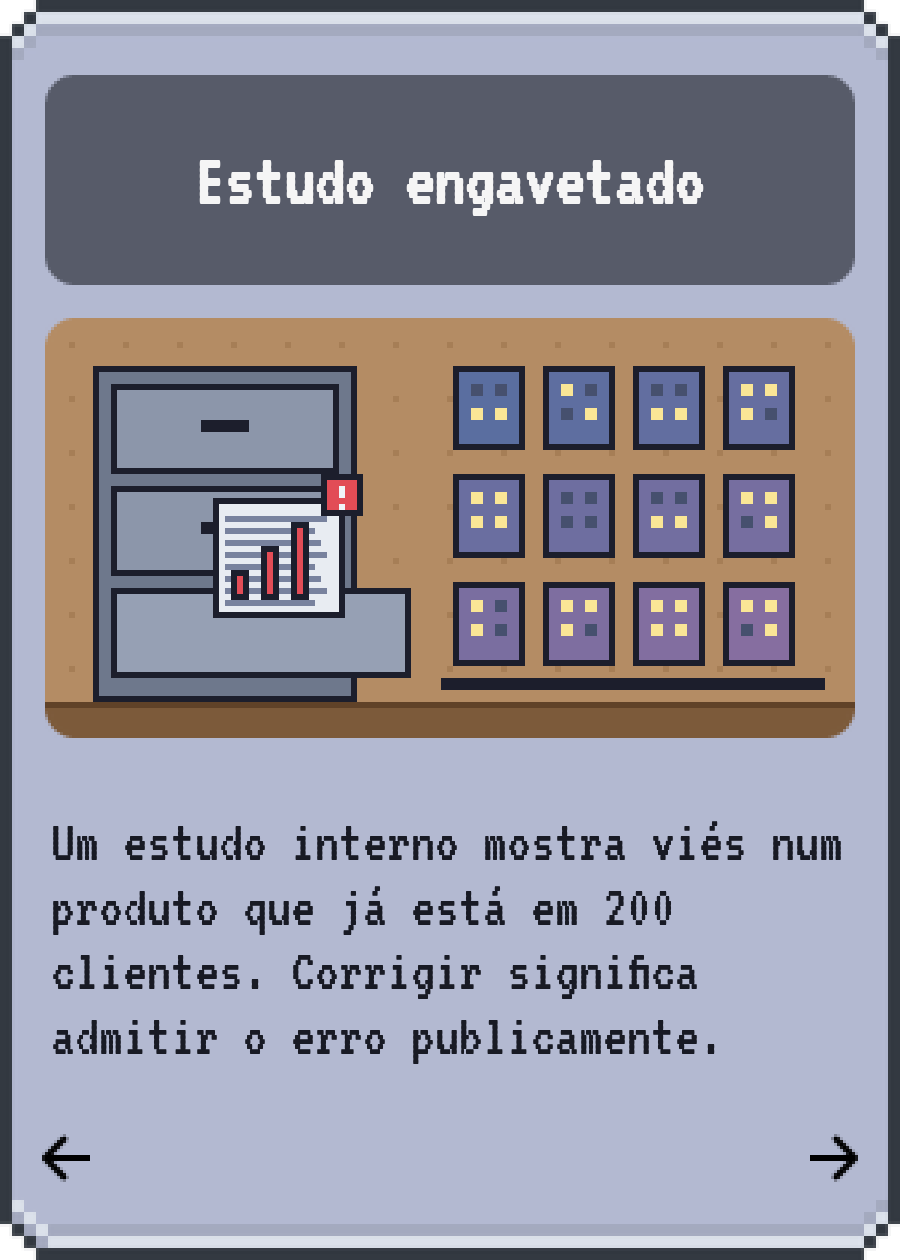 Estudo engavetado
!
Um estudo interno mostra viés num
produto que já está em 200
clientes. Corrigir significa
admitir o erro publicamente.